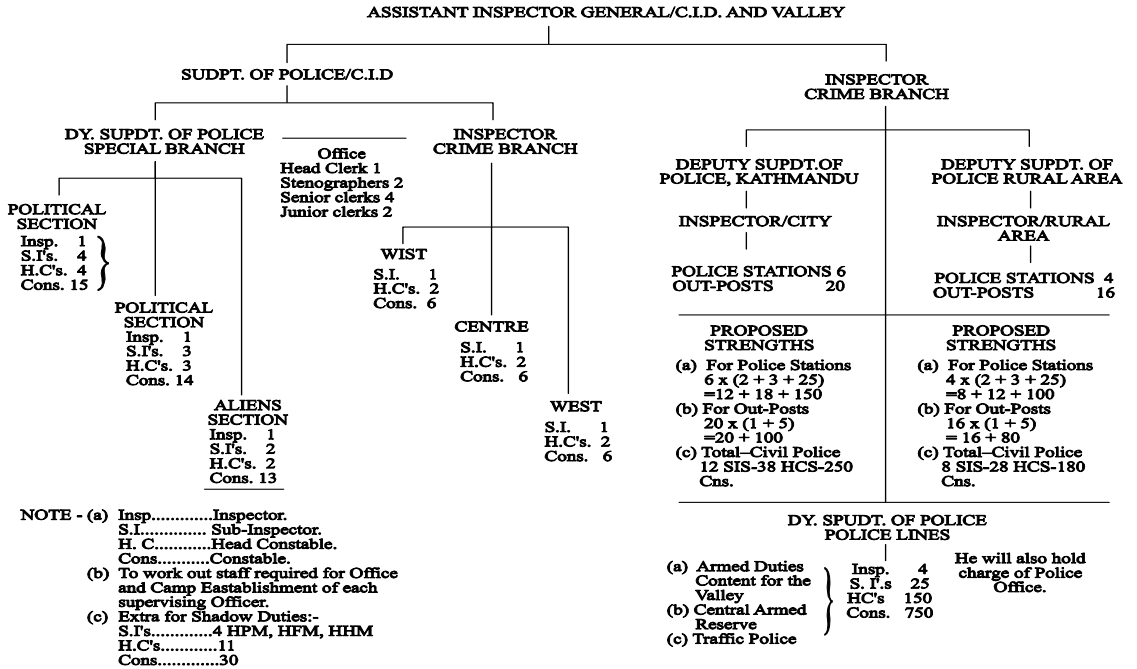 ASSISTANT INSPECTOR GENERAL/C.I.D. AND VALLEY
SUDPT. OF POLICE/C.I.D
DY. SUPDT. OF POLICE
SPECIAL BRANCH
POLITICAL
SECTION
Insp. 1
S.I's. 4
H.C's. 4
Cons. 15
POLITICAL
SECTION
Insp. 1
S.I's. 3
H.C's. 3
Cons. 14
ALIENS
SECTION
Insp. 1
S.I's. 2
H.C's. 2
Cons. 13
Office
Head Clerk 1
Stenographers 2
Senior clerks 4
Junior clerks 2
INSPECTOR
CRIME BRANCH
WIST
S.I. 1
H.C's. 2
Cons. 6
CENTRE
S.I. 1
H.C's. 2
Cons. 6
WEST
S.I. 1
H.C's. 2
Cons. 6
INSPECTOR
CRIME BRANCH
DEPUTY SUPDT.OF
POLICE, KATHMANDU
INSPECTOR/CITY
POLICE STATIONS 6
OUT-POSTS 20
PROPOSED
STRENGTHS
(a) For Police Stations
6 x (2 + 3 + 25)
=12 + 18 + 150
(b) For Out-Posts
20 x (1 + 5)
=20 + 100
(c) Total–Civil Police
12 SIS-38 HCS-250
Cns.
DEPUTY SUPDT. OF
POLICE RURAL AREA
INSPECTOR/RURAL
AREA
POLICE STATIONS 4
OUT-POSTS 16
PROPOSED
STRENGTHS
(a) For Police Stations
4 x (2 + 3 + 25)
=8 + 12 + 100
(b) For Out-Posts
16 x (1 + 5)
= 16 + 80
(c) Total–Civil Police
8 SIS-28 HCS-180
Cns.
DY. SPUDT. OF POLICE
POLICE LINES
(a) Armed Duties
Content for the
Valley
(b) Central Armed
Reserve
(c) Traffic Police
Insp. 4
S. I'.s 25
HC's 150
Cons. 750
He will also hold
charge of Police
Office.
NOTE - (a) Insp.............Inspector.
S.I.............. Sub-Inspector.
H. C............Head Constable.
Cons...........Constable.
(b) To work out staff required for Office
and Camp Eastablishment of each
supervising Officer.
(c) Extra for Shadow Duties:-
S.I's.............4 HPM, HFM, HHM
H.C's............11
Cons.............30